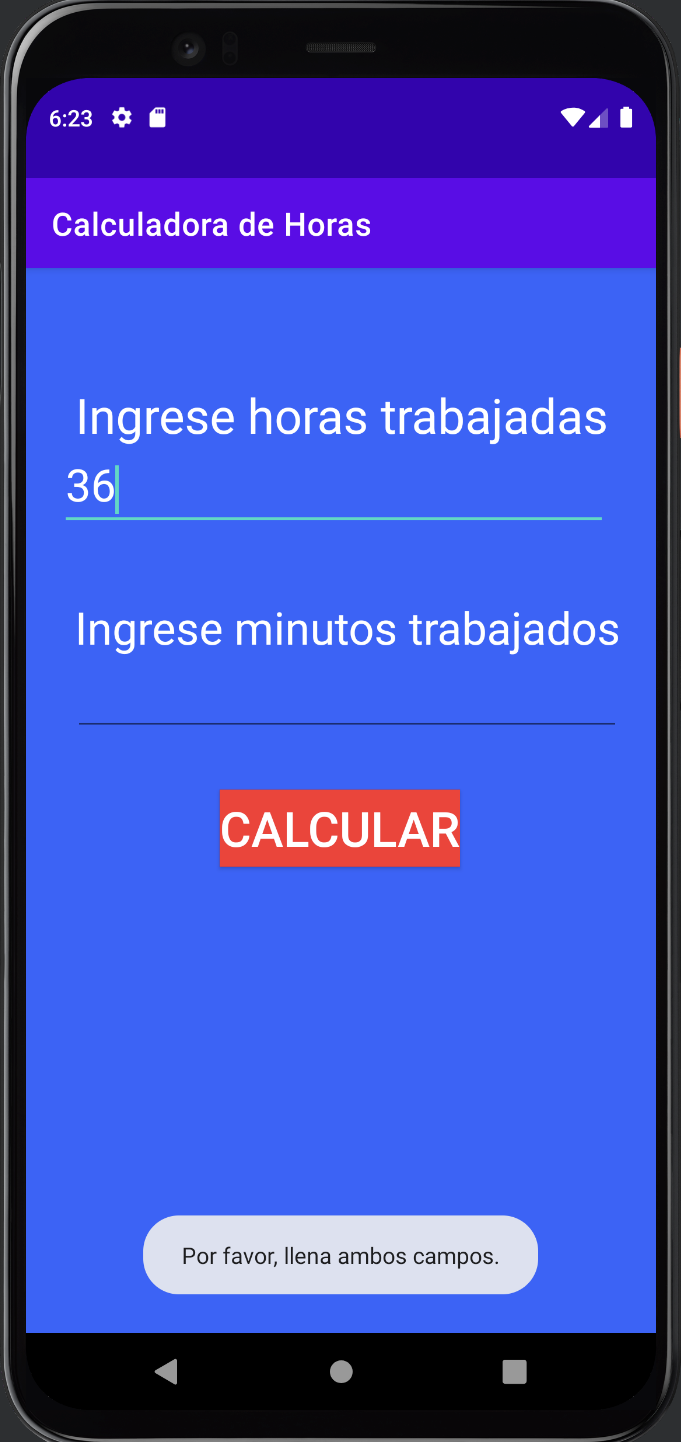 6:23
Calculadora de Horas
Ingrese horas trabajadas
36
Ingrese minutos trabajados
CALCULAR
Por favor, llena ambos campos.